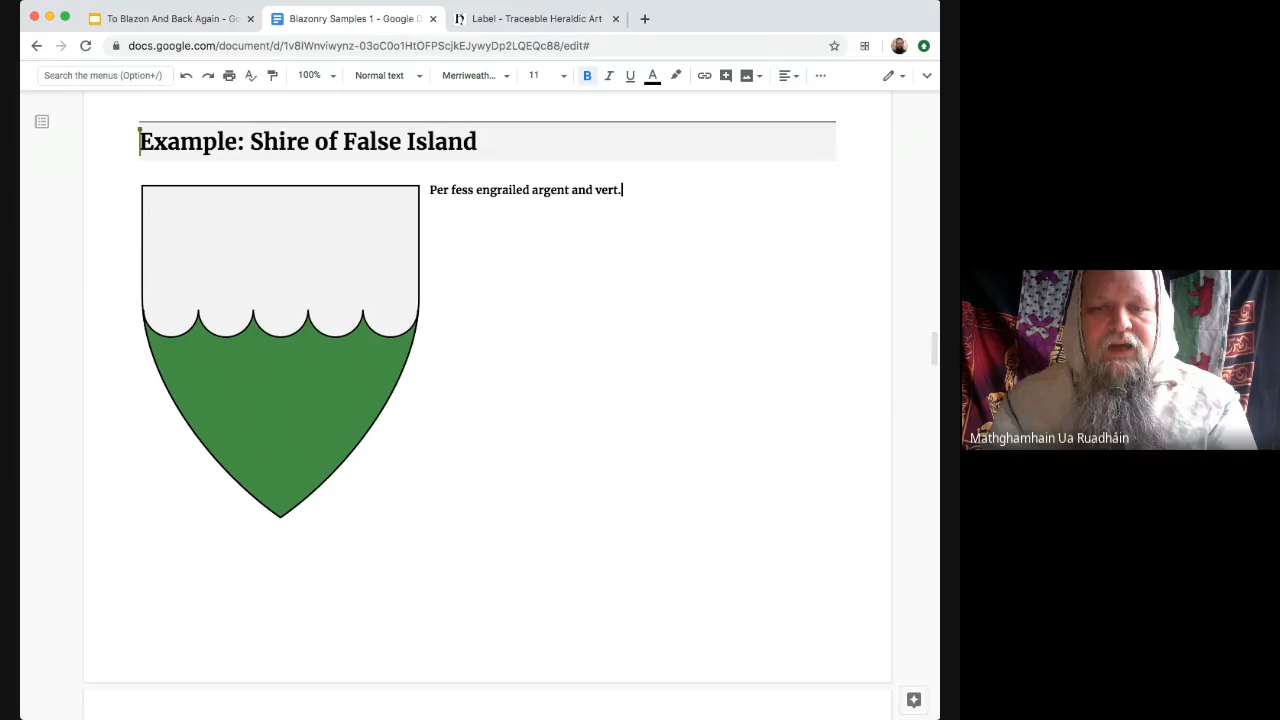 To Blazon And Back Again - Go
Blazonry Samples 1 - Google D
Label - Traceable Heraldic Art
docs.google.com/document/d/1v8lWnviwynz-03oC0o1HtOFPScjkEJywyDp2LQEQc88/edit#
Search the menus (Option+/)
100%
Normal text
Merriweath...
11
B
I
U
A
Example: Shire of False Island
Per fess engrailed argent and vert.
Mathghamhain Ua Ruadháin